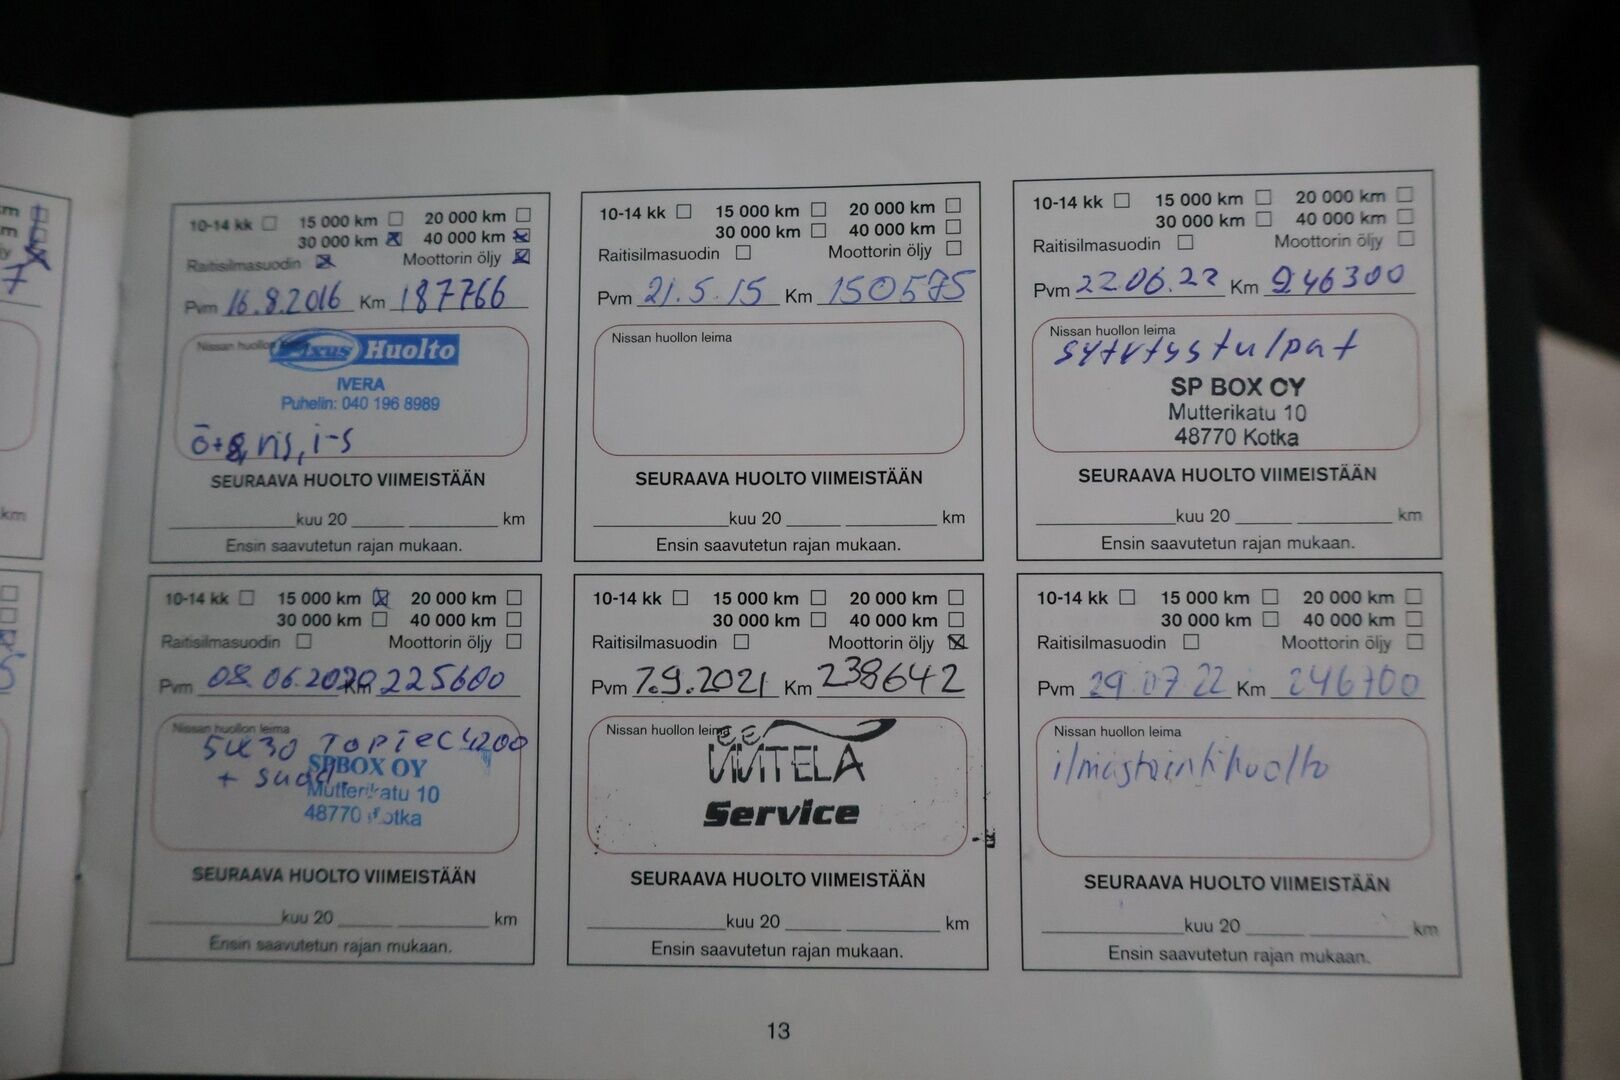 10-14 kk 15 000 km 20 000 km
30 000 km 40 000 km
Raitisilmasuodin Moottorin öljy
Pvm 16.8.2016 Km 187766
Nissan huollon
Huolto
IVERA
Puhelin: 040 196 8989
SEURAAVA HUOLTO VIIMEISTÄÄN
kuu 20 km
Ensin saavutetun rajan mukaan.
10-14 kk 15 000 km 20 000 km
30 000 km 40 000 km
Raitisilmasuodin Moottorin öljy
Pvm 21.5.15 Km 150575
Nissan huollon leima
SEURAAVA HUOLTO VIIMEISTÄÄN
kuu 20 km
Ensin saavutetun rajan mukaan.
10-14 kk 15 000 km 20 000 km
30 000 km 40 000 km
Raitisilmasuodin Moottorin öljy
Pvm 22.06.22 Km 246300
Nissan huollon leima
sytytystulpat
SP BOX OY
Mutterikatu 10
48770 Kotka
SEURAAVA HUOLTO VIIMEISTÄÄN
kuu 20 km
Ensin saavutetun rajan mukaan.
10-14 kk 15 000 km 20 000 km
30 000 km 40 000 km
Raitisilmasuodin Moottorin öljy
Pvm 08.06.2020 Km 225600
Nissan huollon leima
5W30 TOPTEC 4200
+ suod.
SPBOX OY
Mutterikatu 10
48770 Kotka
SEURAAVA HUOLTO VIIMEISTÄÄN
kuu 20 km
Ensin saavutetun rajan mukaan.
10-14 kk 15 000 km 20 000 km
30 000 km 40 000 km
Raitisilmasuodin Moottorin öljy
Pvm 7.9.2021 Km 238642
Nissan huollon leima
Service
SEURAAVA HUOLTO VIIMEISTÄÄN
kuu 20 km
Ensin saavutetun rajan mukaan.
10-14 kk 15 000 km 20 000 km
30 000 km 40 000 km
Raitisilmasuodin Moottorin öljy
Pvm 29.07.22 Km 246700
Nissan huollon leima
ilmastointihuolto
SEURAAVA HUOLTO VIIMEISTÄÄN
kuu 20 km
Ensin saavutetun rajan mukaan.
13